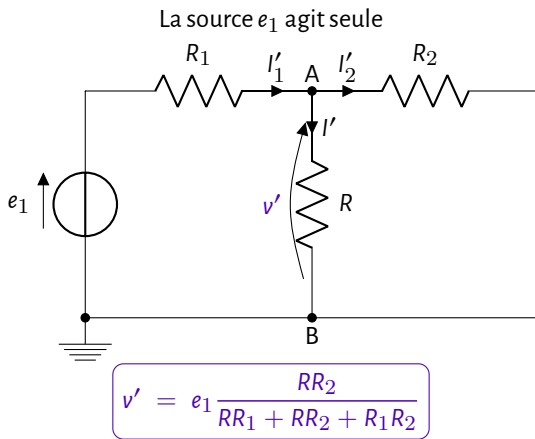 La source e₁ agit seule
R₁ I′₁ A I′₂ R₂
I′
e₁ v′ R
B
v′ = e₁ RR₂ / (RR₁ + RR₂ + R₁R₂)